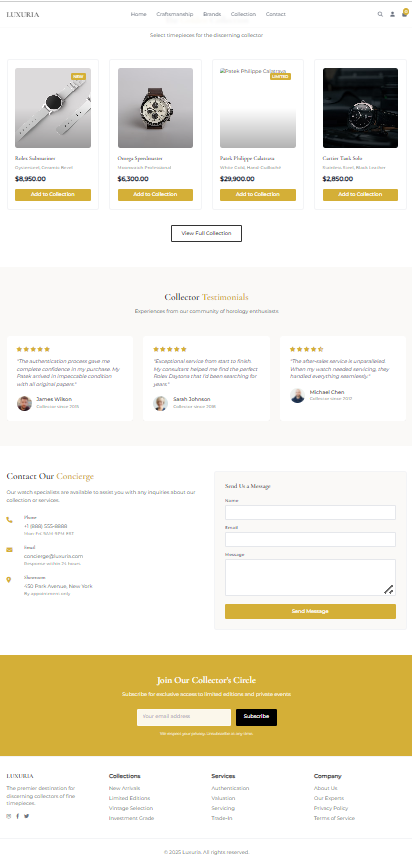 LUXURIA
Home Craftsmanship Brands Collection Contact
Select timepieces for the discerning collector
NEW
Rolex Submariner
$8,950.00
Add to Collection
Omega Speedmaster
Moonwatch Professional
$6,300.00
Add to Collection
Patek Philippe Calatrava
LIMITED
Patek Philippe Calatrava
$29,900.00
Add to Collection
Cartier Tank Solo
Stainless Steel, Black Leather
$2,850.00
Add to Collection
View Full Collection
Collector Testimonials
Experiences from our community of horology enthusiasts
"The authentication process gave me
complete confidence in my purchase. My
Patek arrived in impeccable condition
with all original papers."
James Wilson
Collector since 2015
"Exceptional service from start to finish.
My consultant helped me find the perfect
Rolex Daytona that I'd been searching for
years."
Sarah Johnson
Collector since 2018
"The after-sales service is unparalleled.
When my watch needed servicing, they
handled everything seamlessly."
Michael Chen
Collector since 2017
Contact Our Concierge
Our watch specialists are available to assist you with any inquiries about our
collection or services.
Phone
+1 (888) 555-8888
Email
concierge@luxuria.com
Response within 24 hours
Showroom
450 Park Avenue, New York
By appointment only
Send Us a Message
Name
Email
Message
Send Message
Join Our Collector's Circle
Subscribe for exclusive access to limited editions and private events
Your email address
Subscribe
We respect your privacy. Unsubscribe at any time.
LUXURIA
The premier destination for
discerning collectors of fine
timepieces.
Collections
New Arrivals
Limited Editions
Vintage Selection
Investment Grade
Services
Authentication
Valuation
Servicing
Trade-In
Company
About Us
Our Experts
Privacy Policy
Terms of Service
© 2025 Luxuria. All rights reserved.